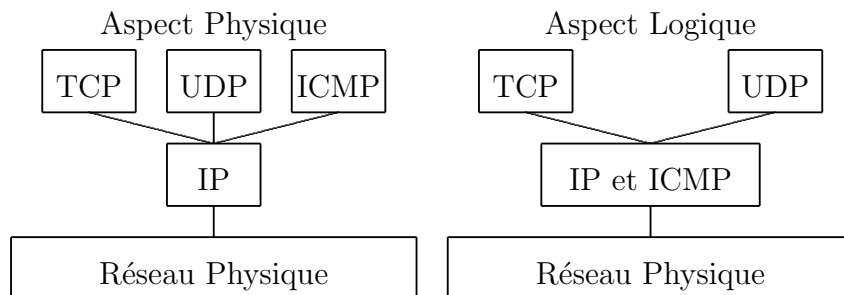 Aspect Physique
Aspect Logique
TCP
UDP
ICMP
TCP
UDP
IP
IP et ICMP
Réseau Physique
Réseau Physique